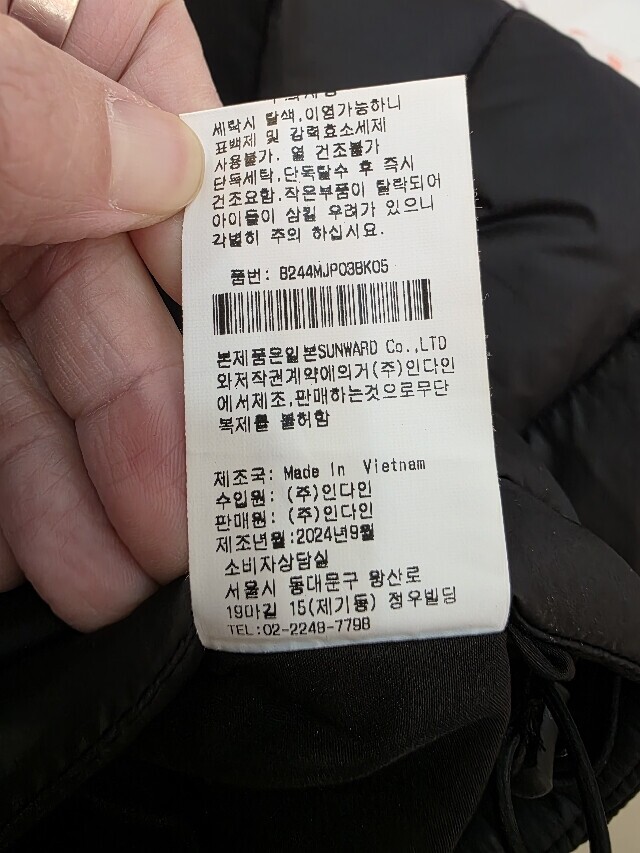 세탁시 탈색,이염가능하니
표백제 및 강력효소세제
사용불가, 열 건조불가
단독세탁,단독탈수 후 즉시
건조요함,작은부품이 탈락되어
아이들이 삼킬 우려가 있으니
각별히 주의 하십시요.
품번: B244MJP03BK05
본제품은일본SUNWARD Co.,LTD
와저작권계약에의거(주)인다인
에서제조,판매하는것으로무단
복제를 불허함
제조국: Made In Vietnam
수입원: (주)인다인
판매원: (주)인다인
제조년월:2024년9월
소비자상담실
서울시 동대문구 왕산로
19마길 15(제기동) 정우빌딩
TEL:02-2249-7798